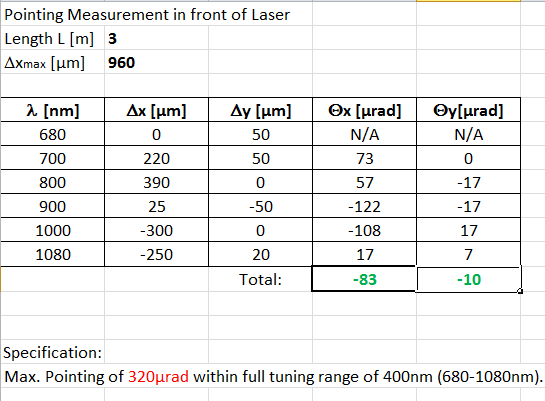 Pointing Measurement in front of Laser
Length L [m] 3
Δxmax [µm] 960
λ [nm] Δx [µm] Δy [µm] Θx [µrad] Θy[µrad]
680 0 50 N/A N/A
700 220 50 73 0
800 390 0 57 -17
900 25 -50 -122 -17
1000 -300 0 -108 17
1080 -250 20 17 7
Total: -83 -10
Specification:
Max. Pointing of 320µrad within full tuning range of 400nm (680-1080nm).